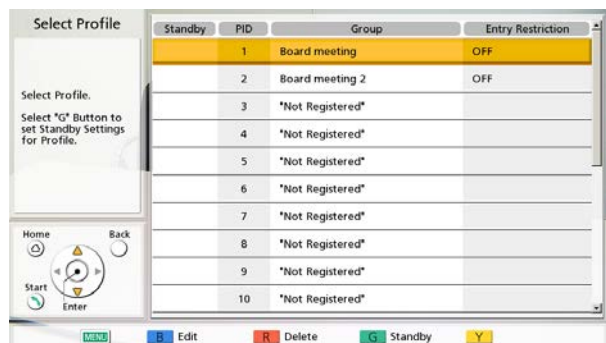 Select Profile
Select Profile.
Select "G" Button to
set Standby Settings
for Profile.
Home Back
Start
Enter
Standby PID Group Entry Restriction
1 Board meeting OFF
2 Board meeting 2 OFF
3 "Not Registered"
4 "Not Registered"
5 "Not Registered"
6 "Not Registered"
7 "Not Registered"
8 "Not Registered"
9 "Not Registered"
10 "Not Registered"
MENU B Edit R Delete G Standby Y